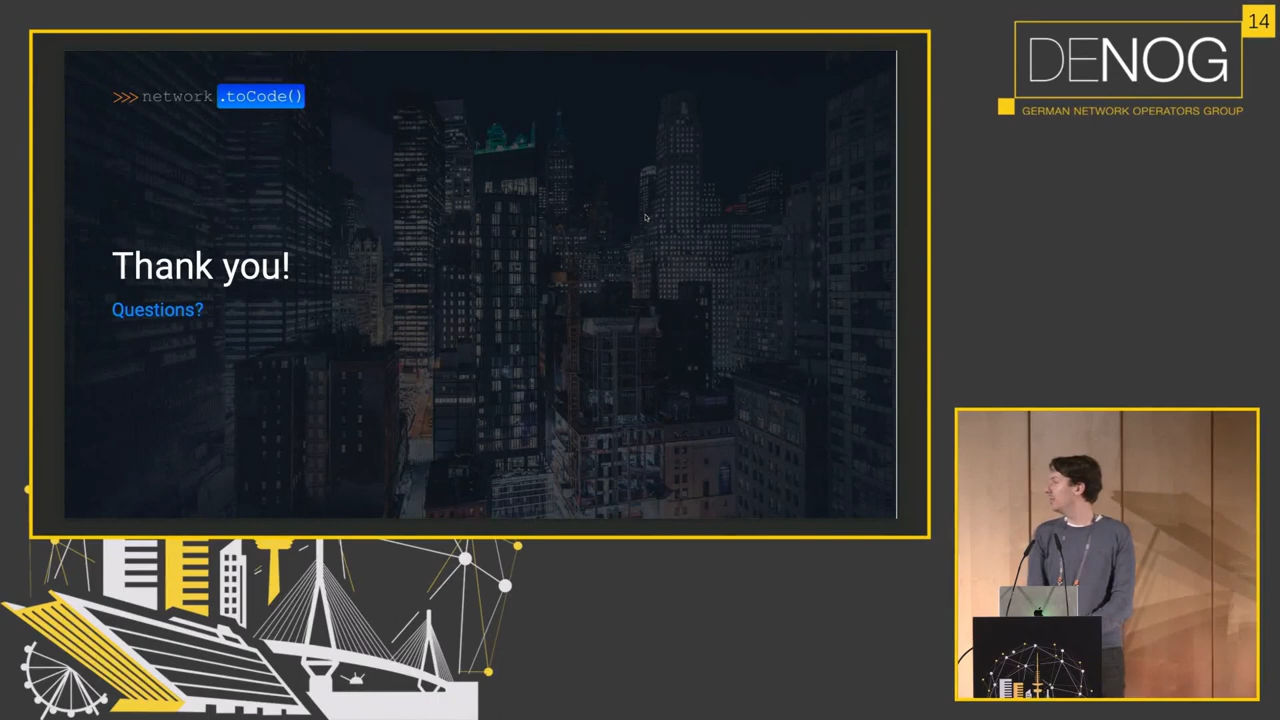 >>> network .toCode()
Thank you!
Questions?
14
DENOG
GERMAN NETWORK OPERATORS GROUP